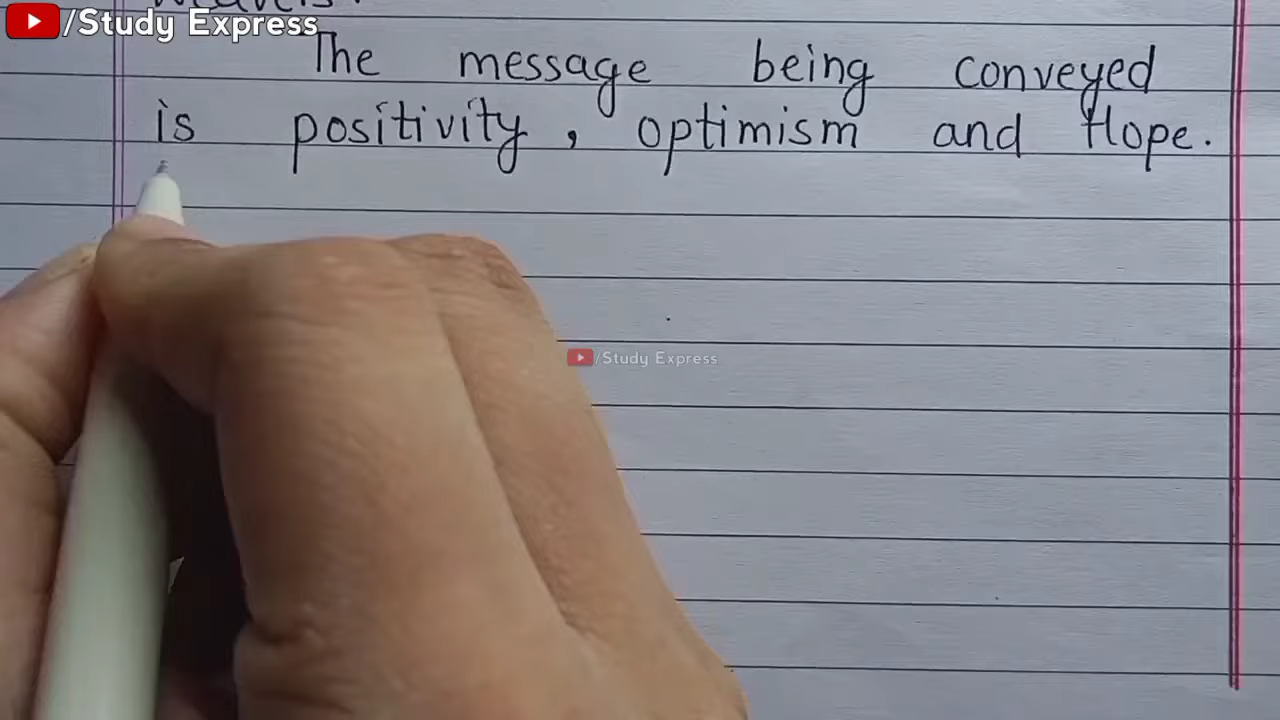 /Study Express
The message being conveyed
is positivity, optimism and Hope.
/Study Express